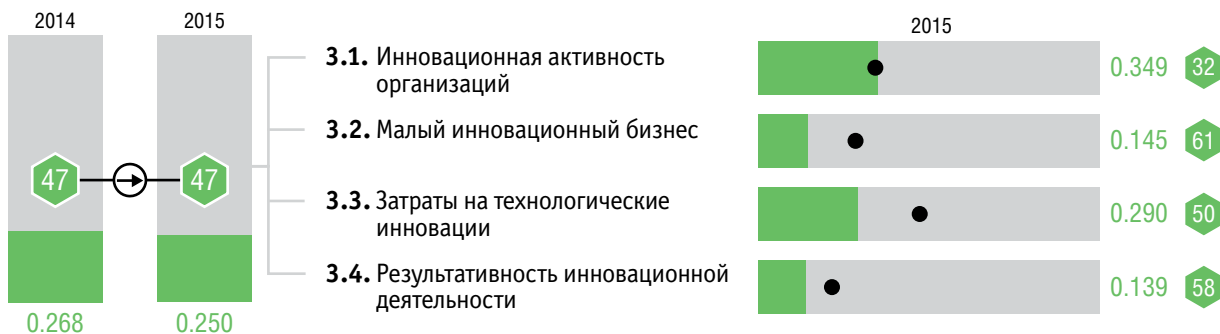 2014
2015
47
47
0.268
0.250
3.1. Инновационная активность
организаций
3.2. Малый инновационный бизнес
3.3. Затраты на технологические
инновации
3.4. Результативность инновационной
деятельности
2015
0.349 32
0.145 61
0.290 50
0.139 58